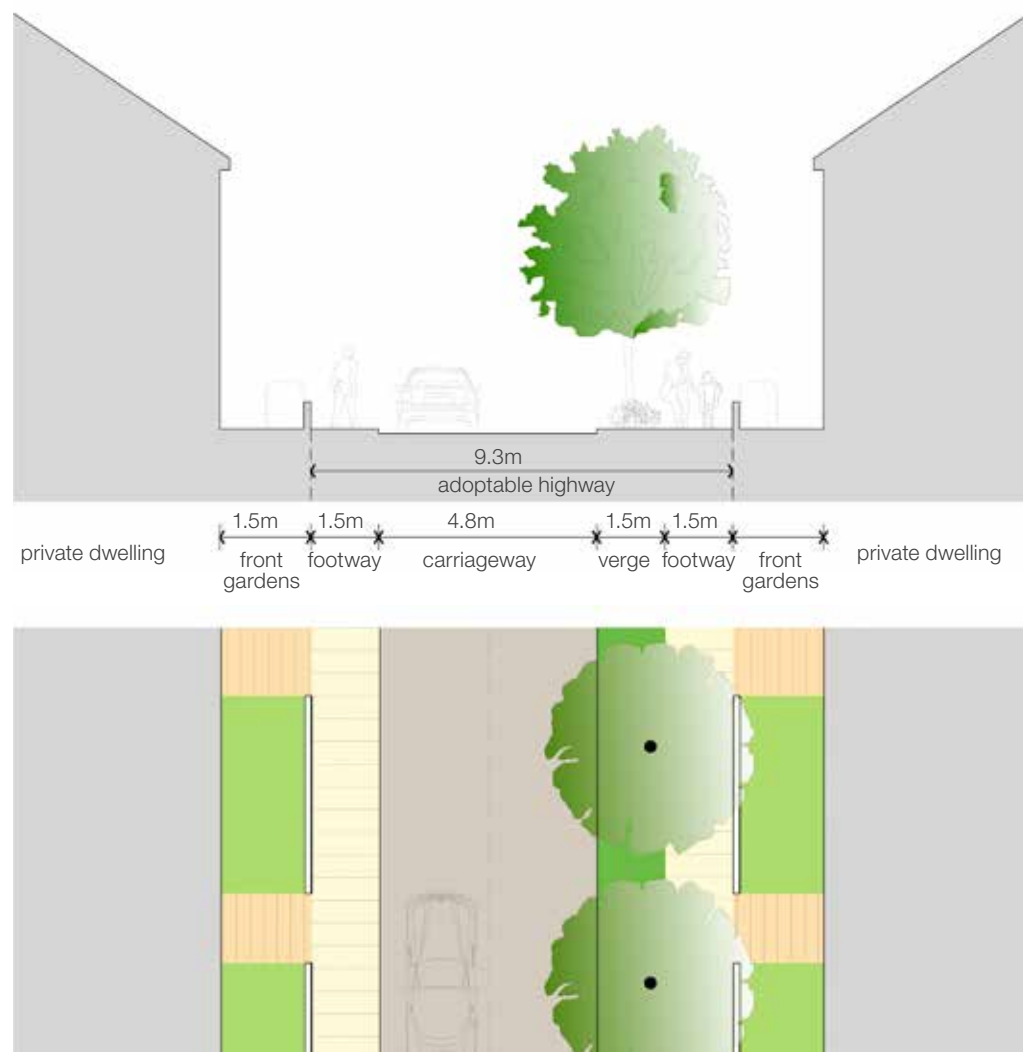 9.3m
adoptable highway
1.5m 1.5m 4.8m 1.5m 1.5m
private dwelling front gardens footway carriageway verge footway front gardens private dwelling